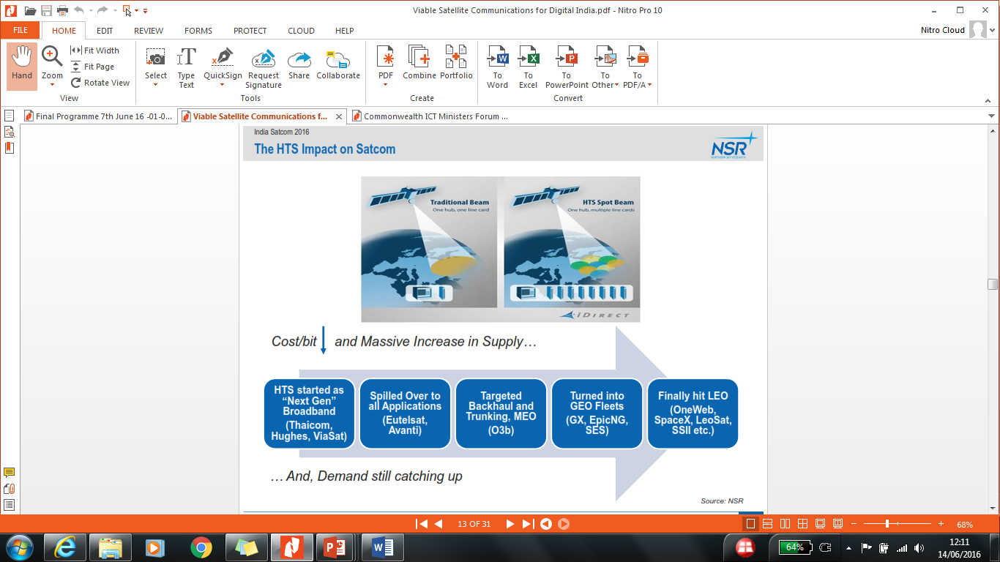 Viable Satellite Communications for Digital India.pdf - Nitro Pro 10
FILE HOME EDIT REVIEW FORMS PROTECT CLOUD HELP Nitro Cloud
Hand
Zoom
Fit Width
Fit Page
Rotate View
View
Select
Type
Text
QuickSign
Request
Signature
Share
Collaborate
Tools
PDF
Combine
Portfolio
Create
To
Word
To
Excel
To
PowerPoint
To
Other
To
PDF/A
Convert
Final Programme 7th June 16 -01-0...
Viable Satellite Communications f...
Commonwealth ICT Ministers Forum ...
India Satcom 2016
The HTS Impact on Satcom
NSR
NORTHERN SKY RESEARCH
Traditional Beam
One hub, one line card
HTS Spot Beam
One hub, multiple line cards
iDIRECT
Cost/bit and Massive Increase in Supply…
HTS started as
“Next Gen”
Broadband
(Thaicom,
Hughes, ViaSat)
Spilled Over to
all Applications
(Eutelsat,
Avanti)
Targeted
Backhaul and
Trunking, MEO
(O3b)
Turned into
GEO Fleets
(GX, EpicNG,
SES)
Finally hit LEO
(OneWeb,
SpaceX, LeoSat,
SSII etc.)
… And, Demand still catching up
Source: NSR
13 OF 31
68%
64%
12:11
14/06/2016